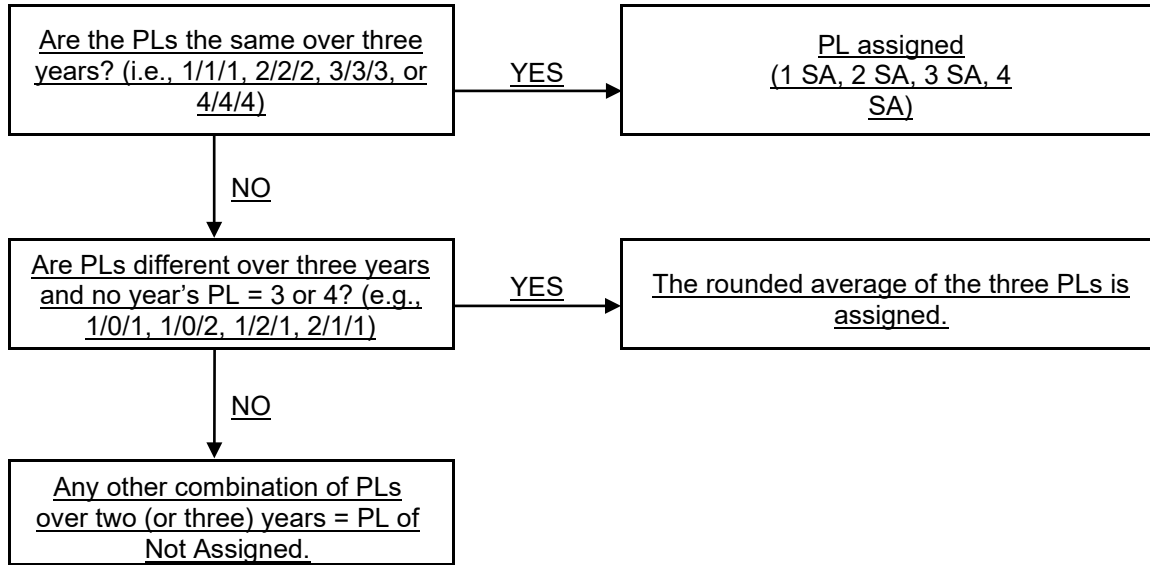 Are the PLs the same over three
years? (i.e., 1/1/1, 2/2/2, 3/3/3, or
4/4/4)
YES
PL assigned
(1 SA, 2 SA, 3 SA, 4
SA)
NO
Are PLs different over three years
and no year’s PL = 3 or 4? (e.g.,
1/0/1, 1/0/2, 1/2/1, 2/1/1)
YES
The rounded average of the three PLs is
assigned.
NO
Any other combination of PLs
over two (or three) years = PL of
Not Assigned.